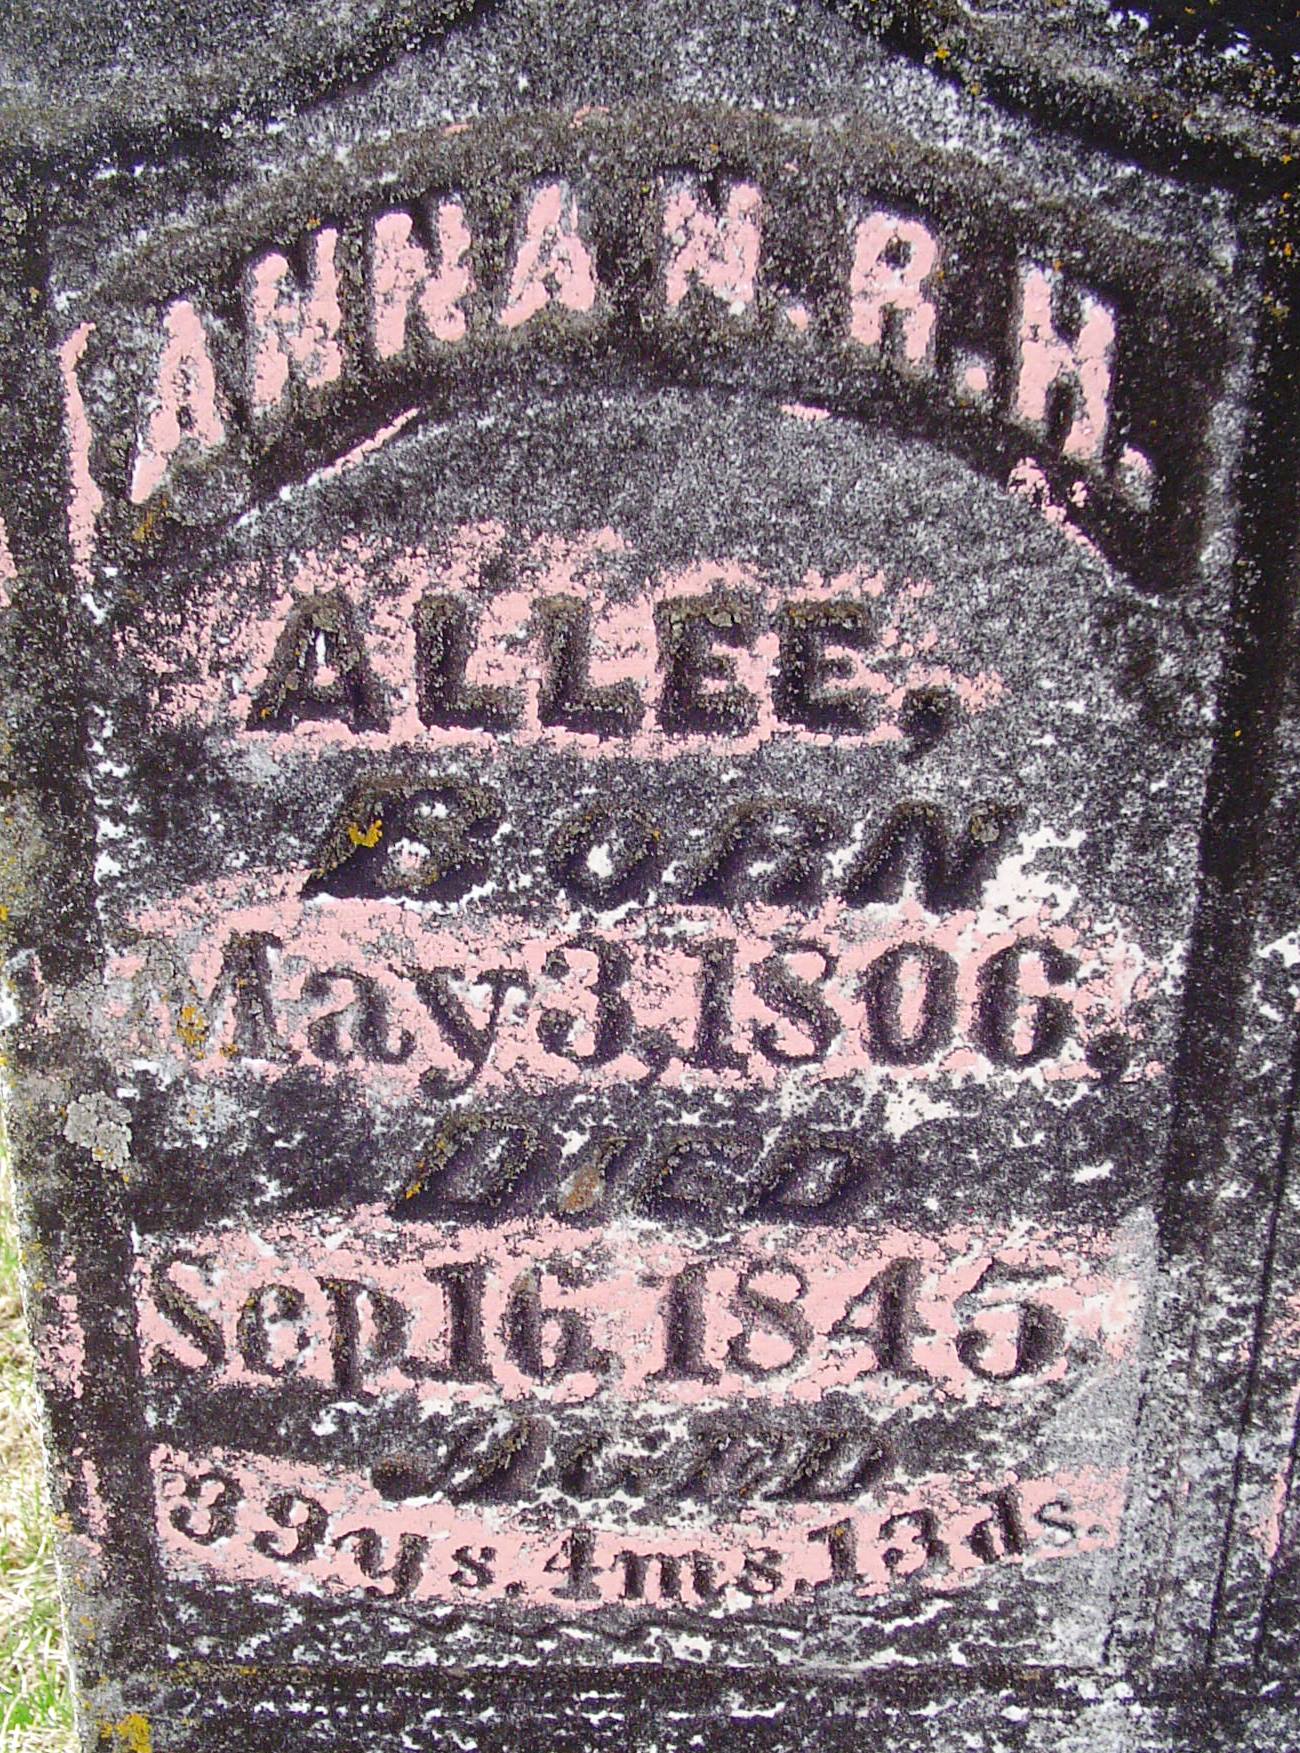 ANNA N. R. H.
ALLEE,
BORN
May 3, 1806,
DIED
Sep 16 1845.
AGED
39 ys. 4 ms. 13 ds.